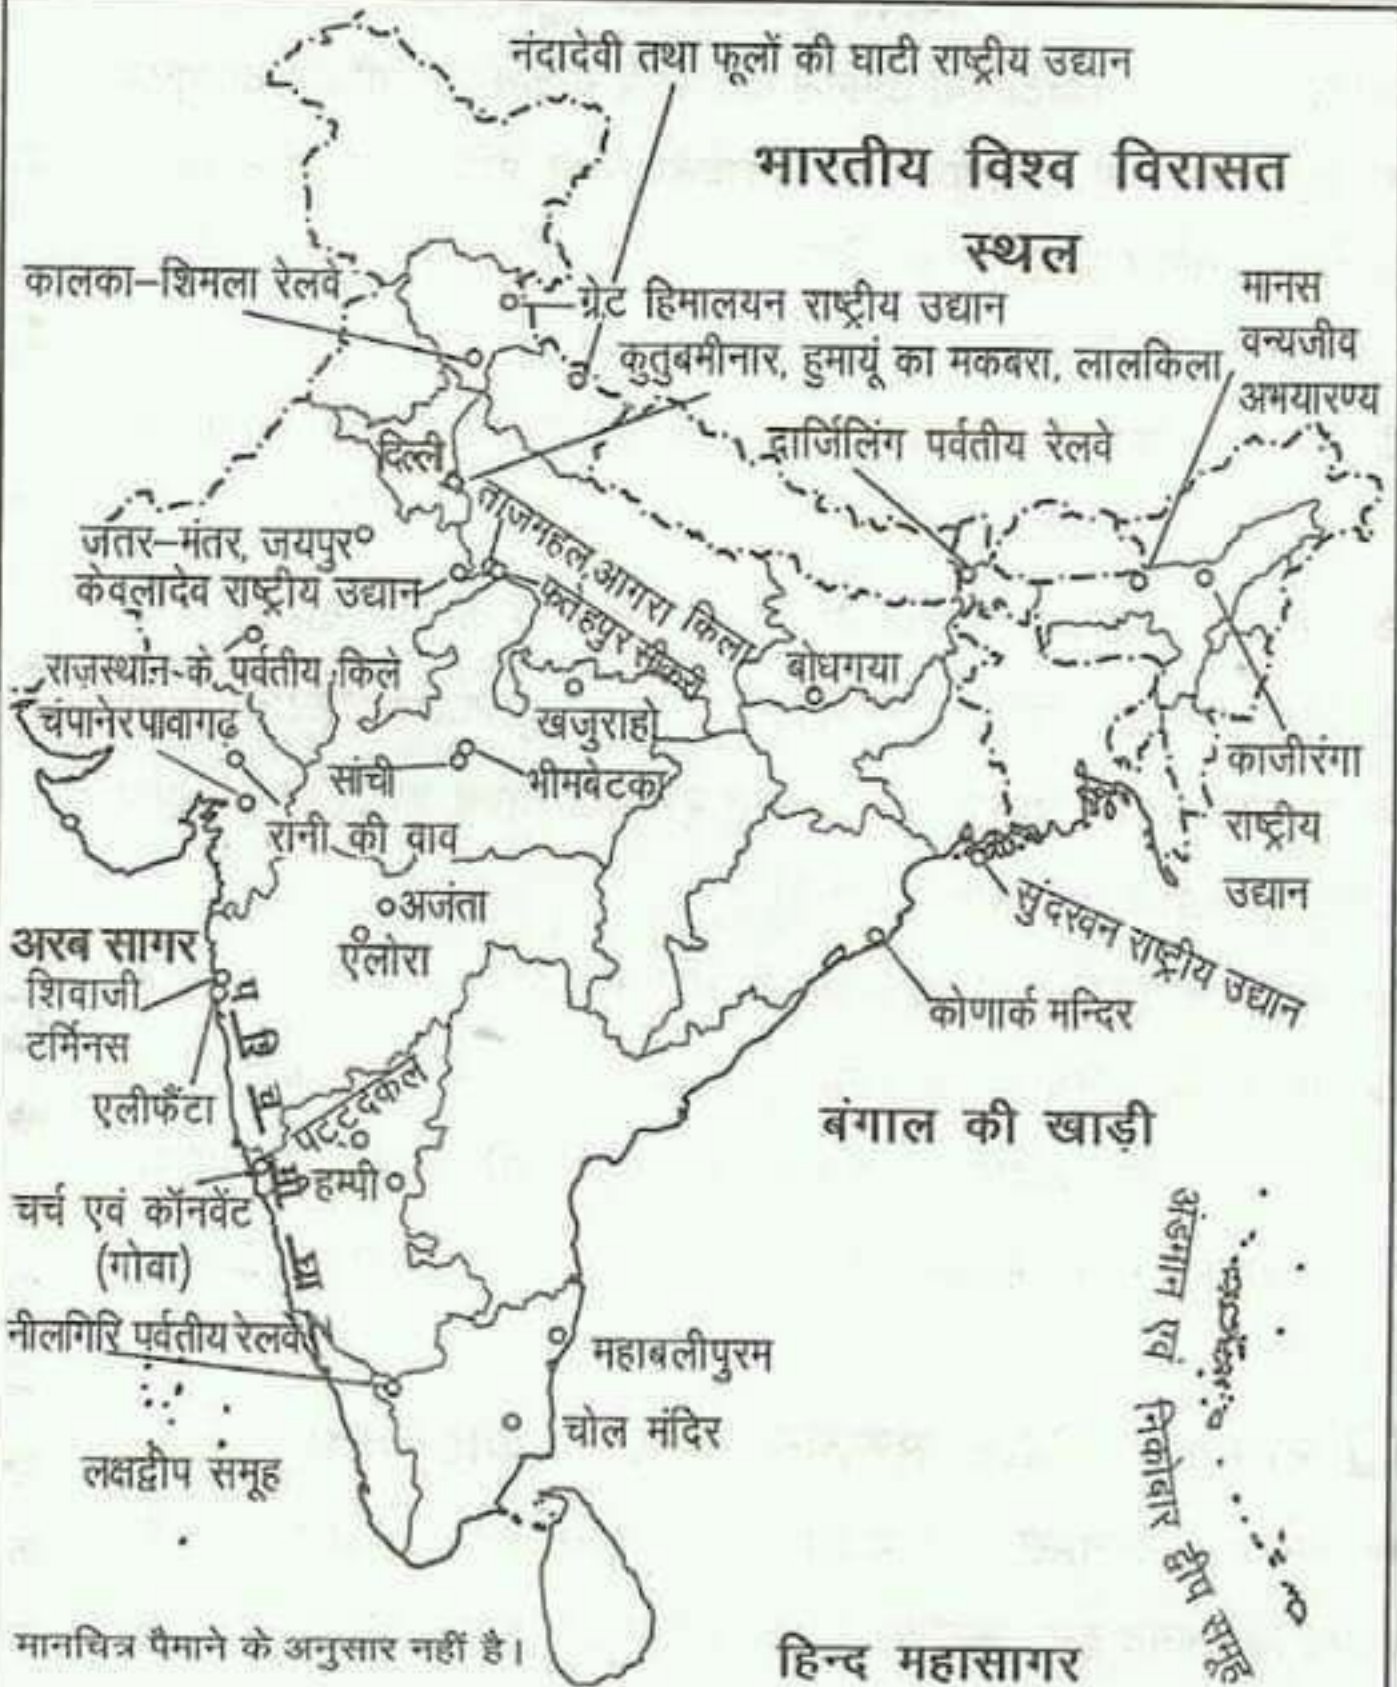 नंदादेवी तथा फूलों की घाटी राष्ट्रीय उद्यान
भारतीय विश्व विरासत
स्थल
कालका–शिमला रेलवे
ग्रेट हिमालयन राष्ट्रीय उद्यान
मानस
वन्यजीव
अभयारण्य
कुतुबमीनार, हुमायूं का मकबरा, लालकिला
दार्जिलिंग पर्वतीय रेलवे
दिल्ली
ताजमहल, आगरा किला
जंतर–मंतर, जयपुर
केवलादेव राष्ट्रीय उद्यान
फतेहपुर सीकरी
राजस्थान के पर्वतीय किले
बोधगया
चंपानेर पावागढ़
खजुराहो
सांची
भीमबेटका
काजीरंगा
राष्ट्रीय
उद्यान
रानी की वाव
अजंता
एलोरा
सुंदरवन राष्ट्रीय उद्यान
अरब सागर
शिवाजी
टर्मिनस
कोणार्क मन्दिर
एलीफैंटा
पट्टदकल
बंगाल की खाड़ी
हम्पी
चर्च एवं कॉनवेंट
(गोवा)
पश्चिमी घा
अंडमान एवं निकोबार द्वीप समूह
नीलगिरि पर्वतीय रेलवे
महाबलीपुरम
चोल मंदिर
लक्षद्वीप समूह
मानचित्र पैमाने के अनुसार नहीं है।
हिन्द महासागर